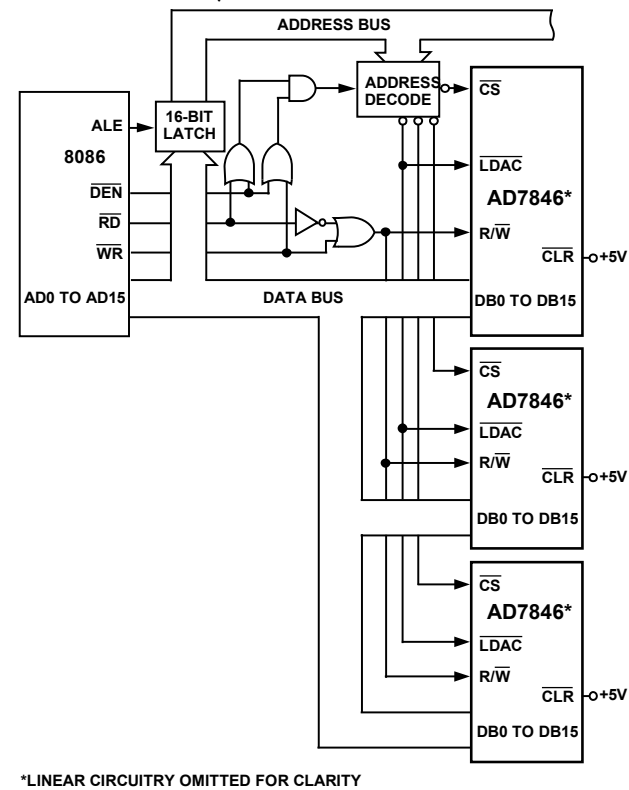 ADDRESS BUS
ADDRESS
DECODE
CS
16-BIT
LATCH
ALE
8086
DEN
RD
WR
AD0 TO AD15
LDAC
AD7846*
R/W
CLR
+5V
DATA BUS
DB0 TO DB15
CS
AD7846*
LDAC
R/W
CLR
+5V
DB0 TO DB15
CS
AD7846*
LDAC
R/W
CLR
+5V
DB0 TO DB15
*LINEAR CIRCUITRY OMITTED FOR CLARITY